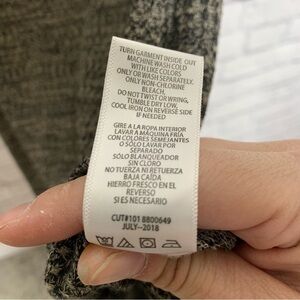 TURN GARMENT INSIDE OUT
MACHINE WASH COLD
WITH LIKE COLORS
ONLY OR WASH SEPARATELY.
ONLY NON-CHLORINE
BLEACH.
DO NOT TWIST OR WRING,
TUMBLE DRY LOW,
COOL IRON ON REVERSE SIDE
IF NEEDED
GIRE A LA ROPA INTERIOR
LAVAR A MÁQUINA FRÍA
CON COLORES SEMEJANTES
O SÓLO LAVAR POR
SEPARADO
SÓLO BLANQUEADOR
SIN CLORO
NO TUERZA NI RETUERZA
BAJA CAÍDA
HIERRO FRESCO EN EL
REVERSO
SI ES NECESARIO
CUT#101 8800649
JULY--2018